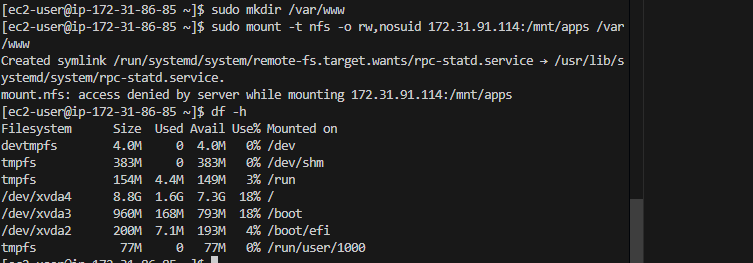 [ec2-user@ip-172-31-86-85 ~]$ sudo mkdir /var/www
[ec2-user@ip-172-31-86-85 ~]$ sudo mount -t nfs -o rw,nosuid 172.31.91.114:/mnt/apps /var
/www
Created symlink /run/systemd/system/remote-fs.target.wants/rpc-statd.service → /usr/lib/s
ystemd/system/rpc-statd.service.
mount.nfs: access denied by server while mounting 172.31.91.114:/mnt/apps
[ec2-user@ip-172-31-86-85 ~]$ df -h
Filesystem      Size  Used Avail Use% Mounted on
devtmpfs        4.0M     0  4.0M   0% /dev
tmpfs           383M     0  383M   0% /dev/shm
tmpfs           154M  4.4M  149M   3% /run
/dev/xvda4      8.8G  1.6G  7.3G  18% /
/dev/xvda3      960M  168M  793M  18% /boot
/dev/xvda2      200M  7.1M  193M   4% /boot/efi
tmpfs            77M     0   77M   0% /run/user/1000
[ec2-user@ip-172-31-86-85 ~]$